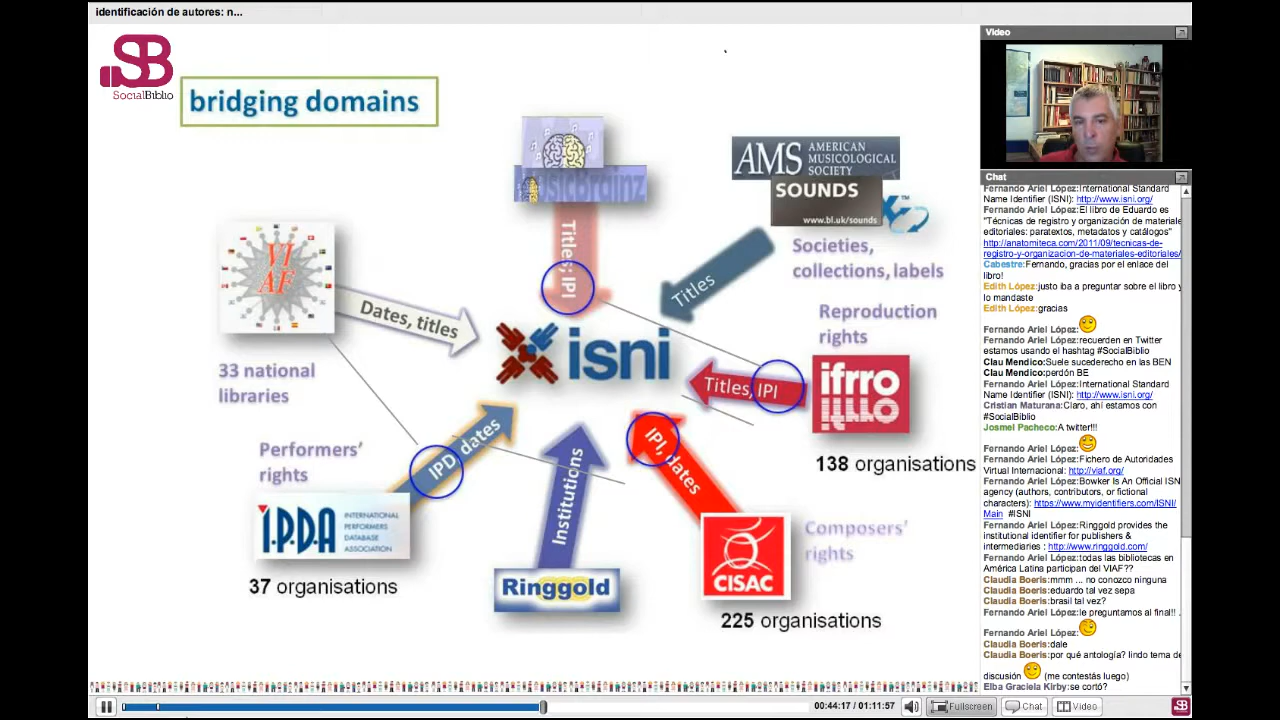 identificación de autores: n...
SB
SocialBiblio
bridging domains
musicbrainz
Titles; IPI
AMS AMERICAN
MUSICOLOGICAL
SOCIETY
SOUNDS
www.bl.uk/sounds
Societies,
collections, labels
Titles
VIAF
Dates, titles
33 national
libraries
isni
Reproduction
rights
Titles, IPI
ifrro
138 organisations
Performers’
rights
IPD, dates
I.P.D.A INTERNATIONAL
PERFORMERS
DATABASE
ASSOCIATION
37 organisations
Institutions
Ringgold
IPI, dates
CISAC
Composers’
rights
225 organisations
Video
Chat
Fernando Ariel López:International Standard
Name Identifier (ISNI): http://www.isni.org/
Fernando Ariel López:El libro de Eduardo es
"Técnicas de registro y organización de materiale
editoriales: paratextos, metadatos y catálogos"
http://anatomiteca.com/2011/09/tecnicas-de-
registro-y-organizacion-de-materiales-editoriales/
Cabestre:Fernando, gracias por el enlace del
libro!
Edith López:justo iba a preguntar sobre el libro y
lo mandaste
Edith López:gracias
Fernando Ariel López:
Fernando Ariel López:recuerden en Twitter
estamos usando el hashtag #SocialBiblio
Clau Mendico:Suele sucedercho en las BEN
Clau Mendico:perdón BE
Fernando Ariel López:International Standard
Name Identifier (ISNI): http://www.isni.org/
Cristian Maturana:Claro, ahí estamos con
#SocialBiblio
Josmel Pacheco:A twitter!!!
Fernando Ariel López:
Fernando Ariel López:Fichero de Autoridades
Virtual Internacional: http://viaf.org/
Fernando Ariel López:Bowker Is An Official ISN
agency (authors, contributors, or fictional
characters): https://www.myidentifiers.com/ISNI/
Main #ISNI
Fernando Ariel López:Ringgold provides the
institutional identifier for publishers &
intermediaries : http://www.ringgold.com/
Fernando Ariel López:todas las bibliotecas en
América Latina participan del VIAF??
Claudia Boeris:mmm ... no conozco ninguna
Claudia Boeris:eduardo tal vez sepa
Claudia Boeris:brasil tal vez?
Fernando Ariel López:le preguntamos al final!! .
Fernando Ariel López:
Claudia Boeris:dale
Claudia Boeris:por qué antología? lindo tema de
discusión (me contestás luego)
Elba Graciela Kirby:se cortó?
00:44:17 / 01:11:57
Fullscreen
Chat
Video
SB